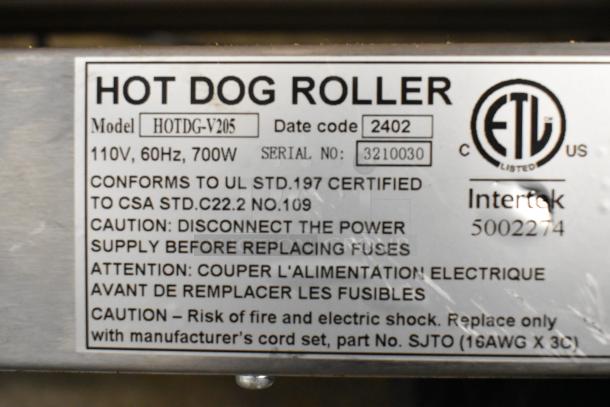 HOT DOG ROLLER
Model HOTDG-V205 Date code 2402
110V, 60Hz, 700W SERIAL NO: 3210030
CONFORMS TO UL STD.197 CERTIFIED
TO CSA STD.C22.2 NO.109
CAUTION: DISCONNECT THE POWER
SUPPLY BEFORE REPLACING FUSES
ATTENTION: COUPER L'ALIMENTATION ELECTRIQUE
AVANT DE REMPLACER LES FUSIBLES
CAUTION – Risk of fire and electric shock. Replace only
with manufacturer's cord set, part No. SJTO (16AWG X 3C)
ETL
C US
LISTED
Intertek
5002274